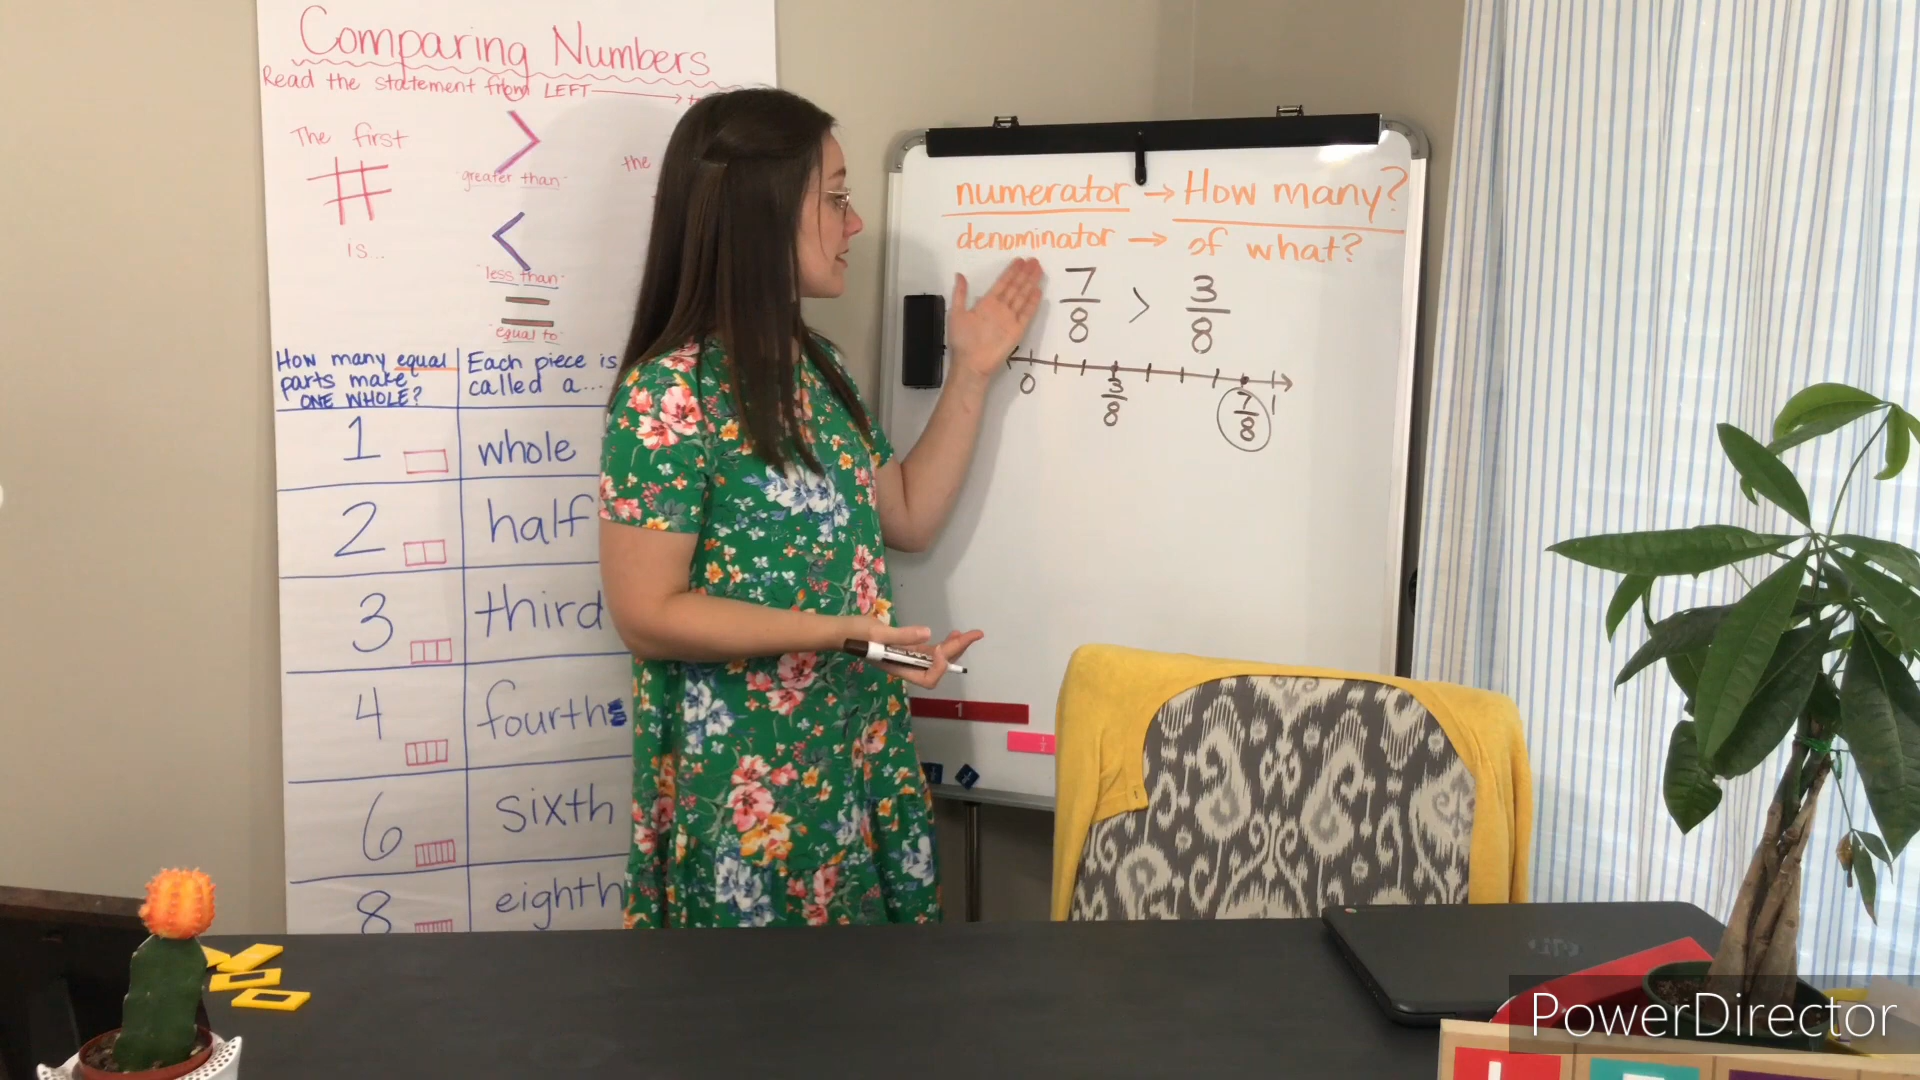 Comparing Numbers
Read the statement from LEFT → t
The first
#
is...
>
"greater than"
<
"less than"
=
"equal to"
the
How many equal parts make ONE WHOLE?
Each piece is called a...
1 whole
2 half
3 third
4 fourth
6 sixth
8 eighth
numerator → How many?
denominator → of what?
7/8 > 3/8
0 3/8 7/8 1
1
1/2
PowerDirector